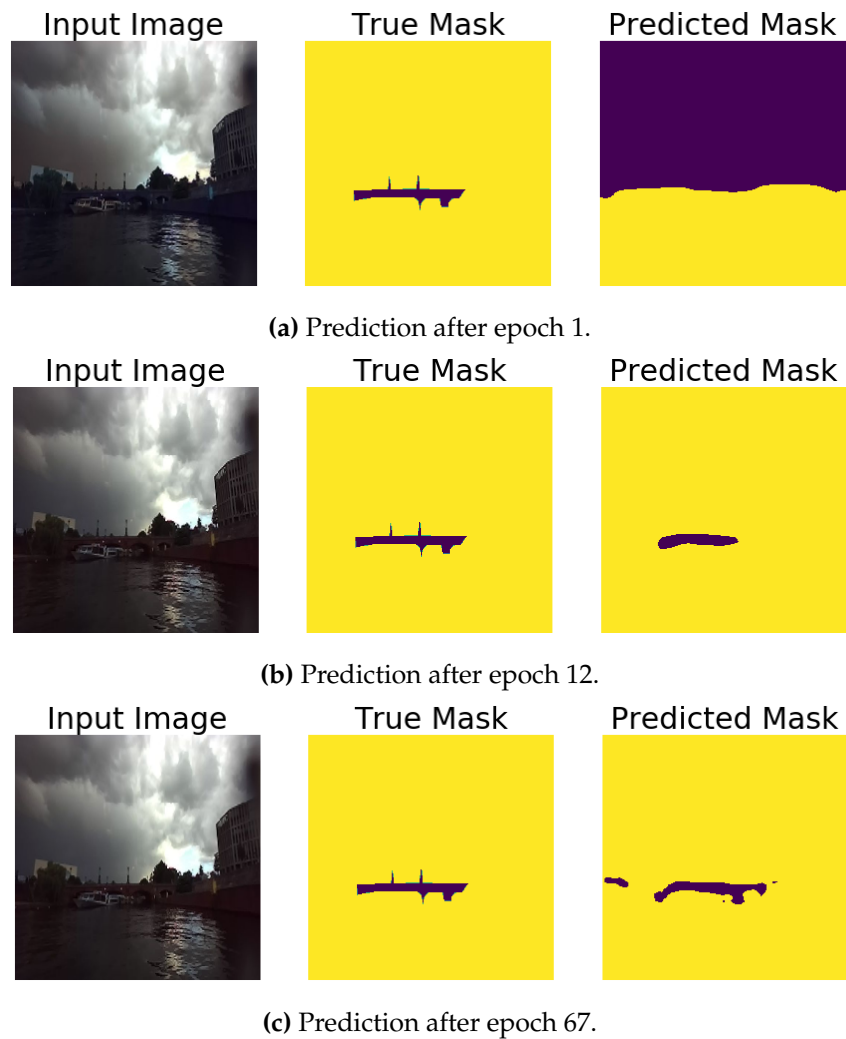 Input Image True Mask Predicted Mask
(a) Prediction after epoch 1.
Input Image True Mask Predicted Mask
(b) Prediction after epoch 12.
Input Image True Mask Predicted Mask
(c) Prediction after epoch 67.